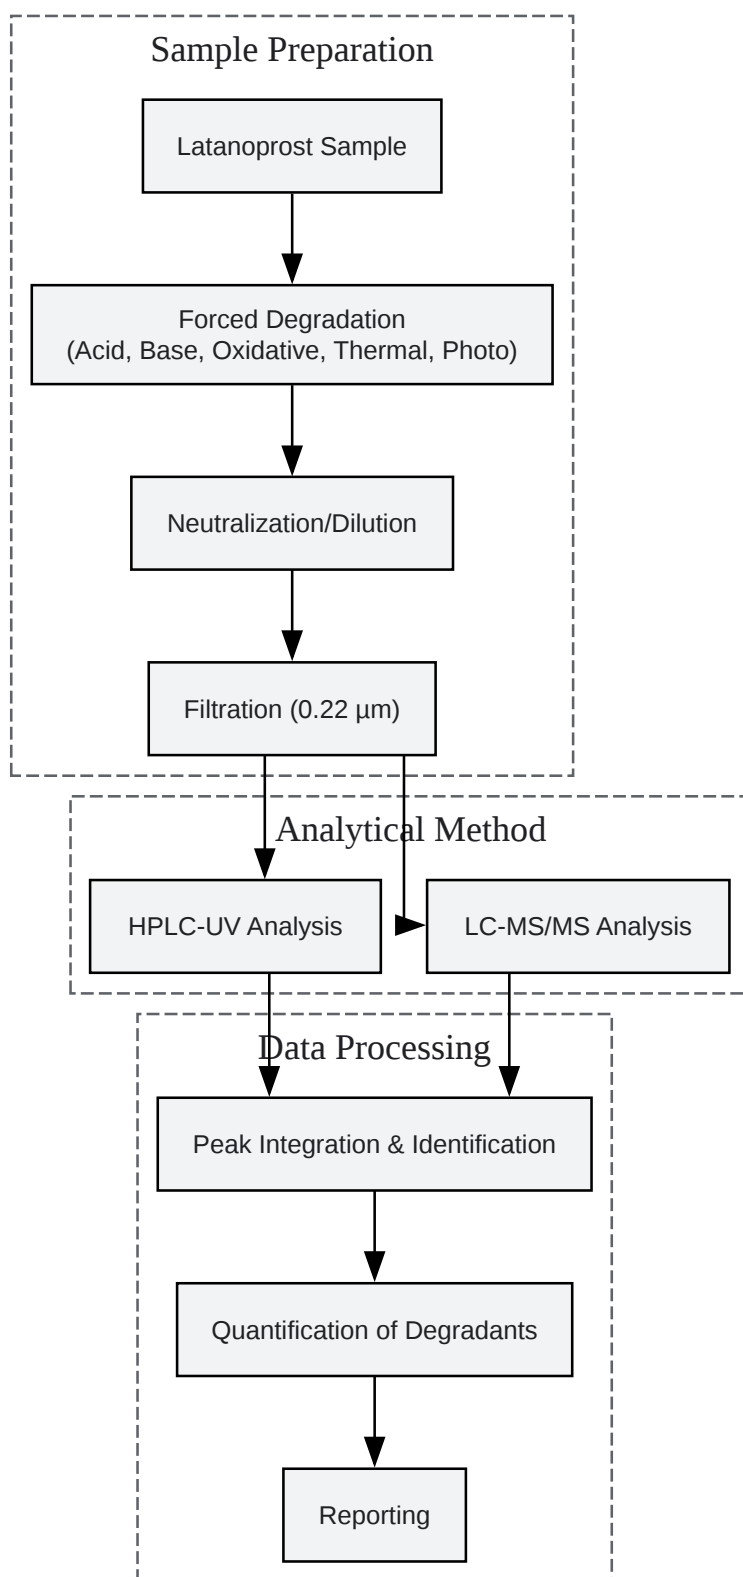 Sample Preparation
Latanoprost Sample
Forced Degradation
(Acid, Base, Oxidative, Thermal, Photo)
Neutralization/Dilution
Filtration (0.22 µm)
Analytical Method
HPLC-UV Analysis
LC-MS/MS Analysis
Data Processing
Peak Integration & Identification
Quantification of Degradants
Reporting